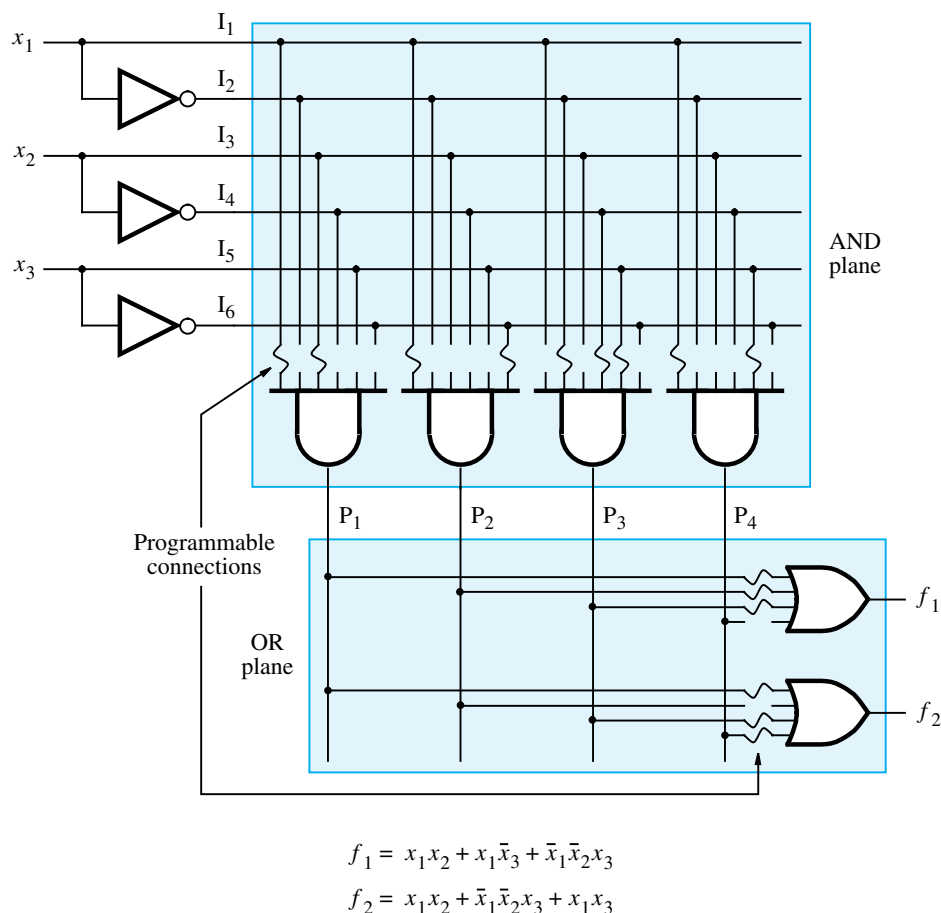 x₁
I₁
I₂
x₂
I₃
I₄
x₃
I₅
I₆
AND
plane
P₁ P₂ P₃ P₄
Programmable
connections
f₁
OR
plane
f₂
f₁ = x₁x₂ + x₁x̄₃ + x̄₁x̄₂x₃
f₂ = x₁x₂ + x̄₁x̄₂x₃ + x₁x₃